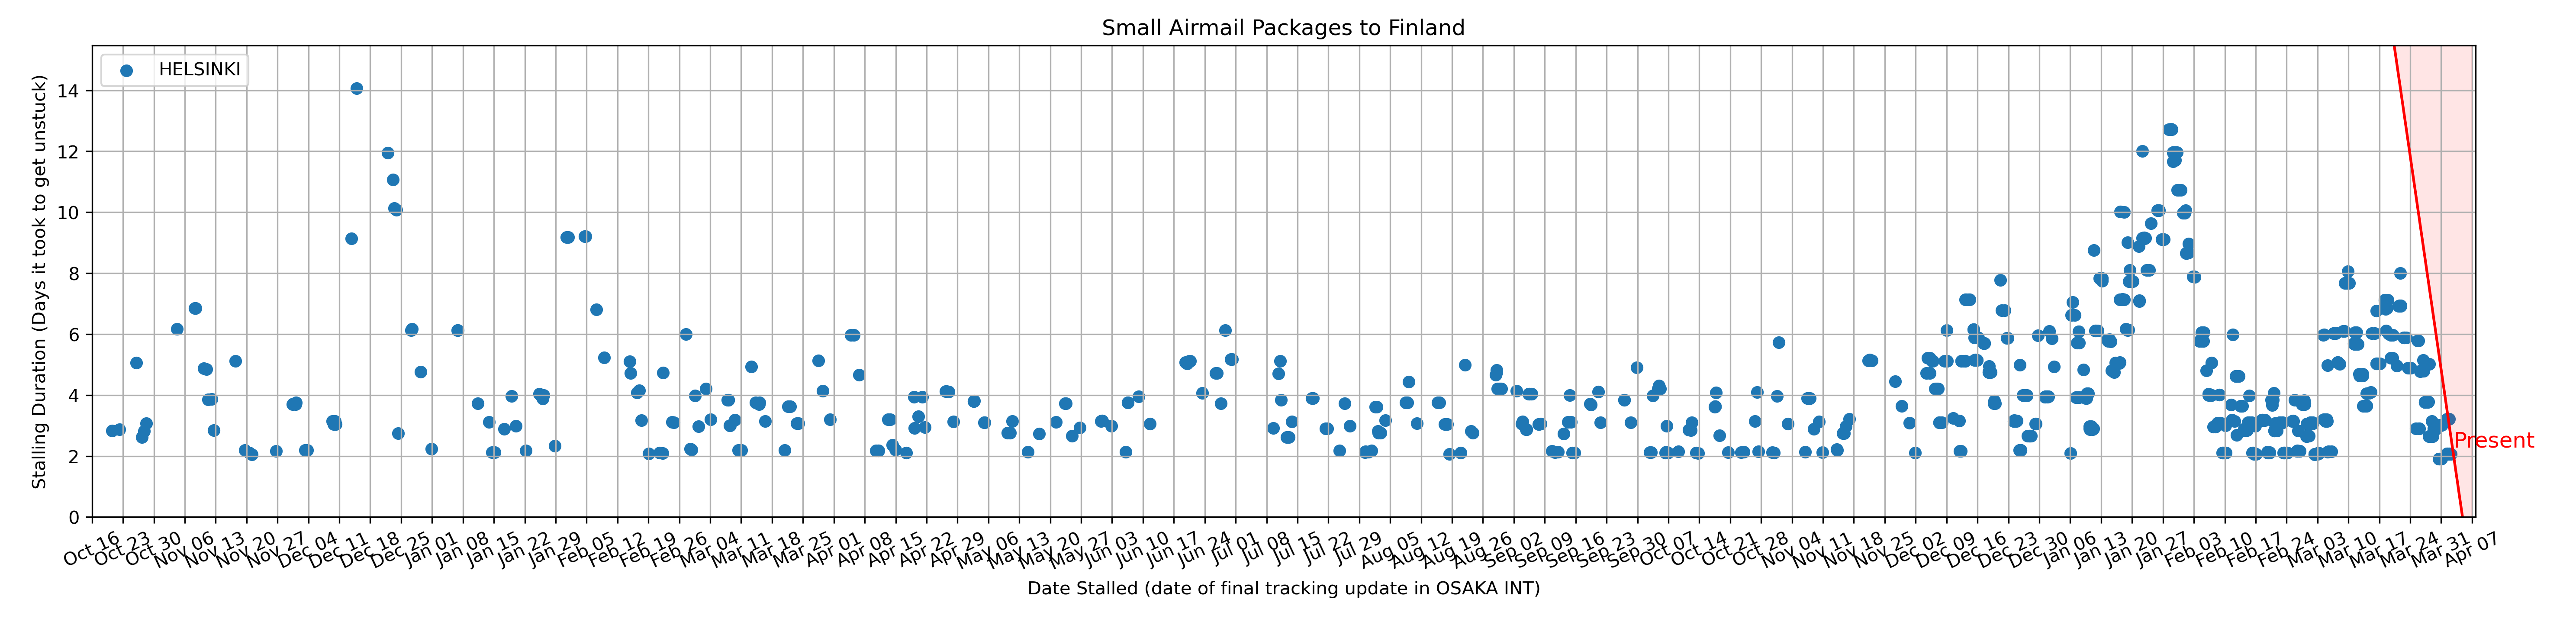 Small Airmail Packages to Finland
HELSINKI
Stalling Duration (Days it took to get unstuck)
14
12
10
8
6
4
2
0
Present
Oct 16 Oct 23 Oct 30 Nov 06 Nov 13 Nov 20 Nov 27 Dec 04 Dec 11 Dec 18 Dec 25 Jan 01 Jan 08 Jan 15 Jan 22 Jan 29 Feb 05 Feb 12 Feb 19 Feb 26 Mar 04 Mar 11 Mar 18 Mar 25 Apr 01 Apr 08 Apr 15 Apr 22 Apr 29 May 06 May 13 May 20 May 27 Jun 03 Jun 10 Jun 17 Jun 24 Jul 01 Jul 08 Jul 15 Jul 22 Jul 29 Aug 05 Aug 12 Aug 19 Aug 26 Sep 02 Sep 09 Sep 16 Sep 23 Sep 30 Oct 07 Oct 14 Oct 21 Oct 28 Nov 04 Nov 11 Nov 18 Nov 25 Dec 02 Dec 09 Dec 16 Dec 23 Dec 30 Jan 06 Jan 13 Jan 20 Jan 27 Feb 03 Feb 10 Feb 17 Feb 24 Mar 03 Mar 10 Mar 17 Mar 24 Mar 31 Apr 07
Date Stalled (date of final tracking update in OSAKA INT)